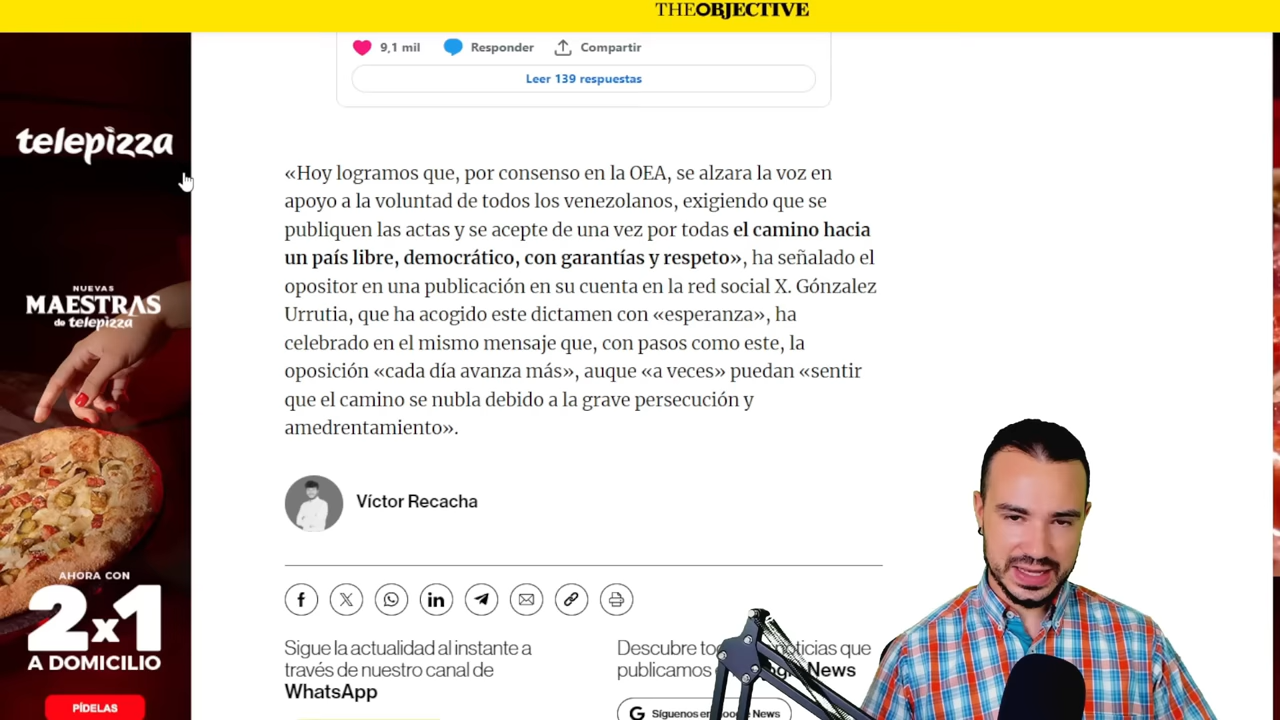 THEOBJECTIVE
9,1 mil
Responder
Compartir
Leer 139 respuestas
telepizza
NUEVAS
MAESTRAS
de telepizza
AHORA CON
2x1
A DOMICILIO
PÍDELAS
«Hoy logramos que, por consenso en la OEA, se alzara la voz en
apoyo a la voluntad de todos los venezolanos, exigiendo que se
publiquen las actas y se acepte de una vez por todas el camino hacia
un país libre, democrático, con garantías y respeto», ha señalado el
opositor en una publicación en su cuenta en la red social X. Gónzalez
Urrutia, que ha acogido este dictamen con «esperanza», ha
celebrado en el mismo mensaje que, con pasos como este, la
oposición «cada día avanza más», auque «a veces» puedan «sentir
que el camino se nubla debido a la grave persecución y
amedrentamiento».
Víctor Recacha
Sigue la actualidad al instante a
través de nuestro canal de
WhatsApp
Descubre noticias que
publicamos News
Síguenos en News